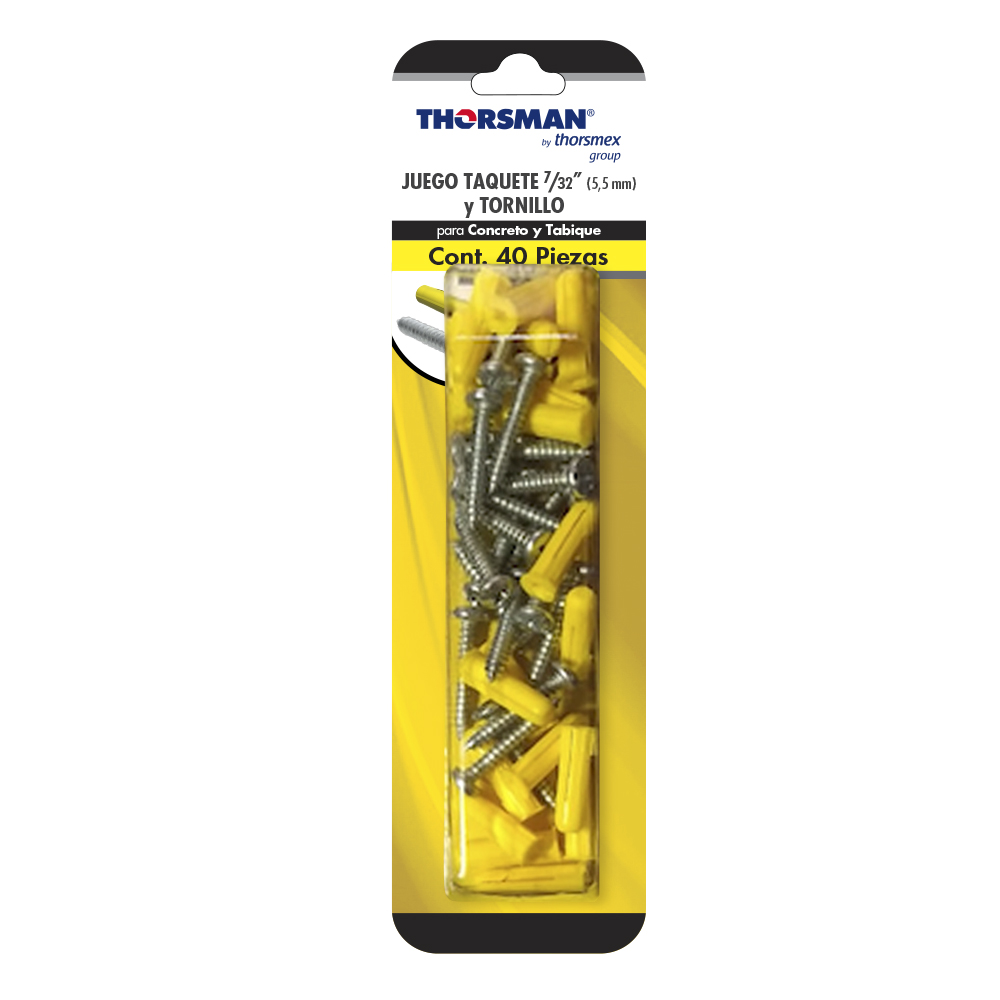 THORSMAN®
by thorsmex
group
JUEGO TAQUETE 7/32" (5,5 mm)
y TORNILLO
para Concreto y Tabique
Cont. 40 Piezas